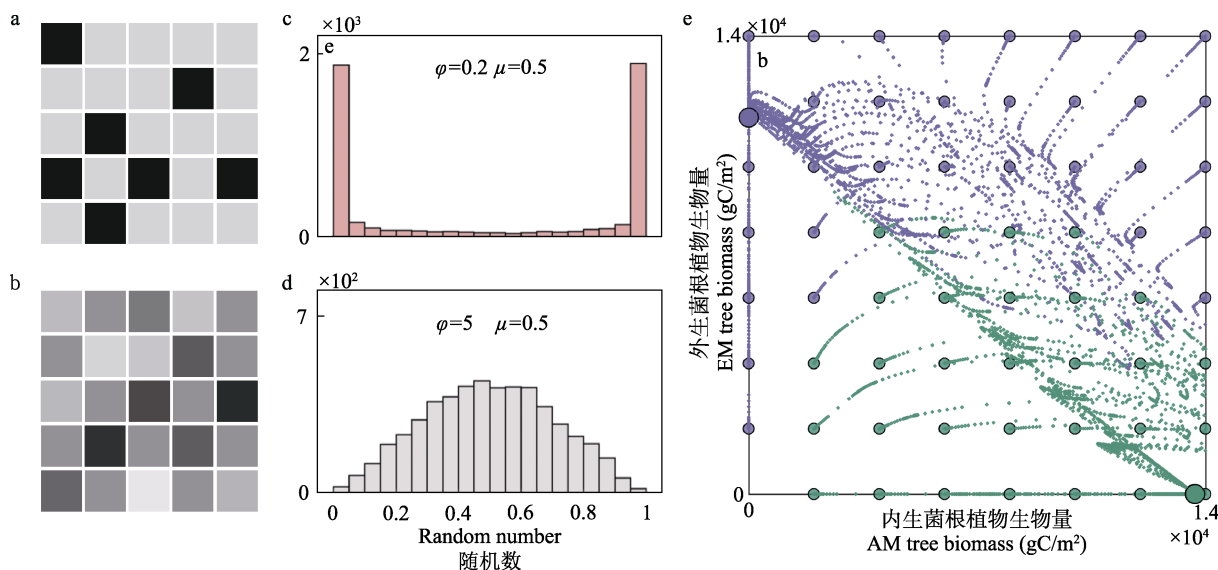 a
b
c
×10³
2
e
φ=0.2 μ=0.5
0
d
×10²
7
φ=5 μ=0.5
0
0 0.2 0.4 0.6 0.8 1
Random number
随机数
e
1.4 ×10⁴
b
外生菌根植物生物量
EM tree biomass (gC/m²)
0
0 1.4
内生菌根植物生物量
AM tree biomass (gC/m²) ×10⁴